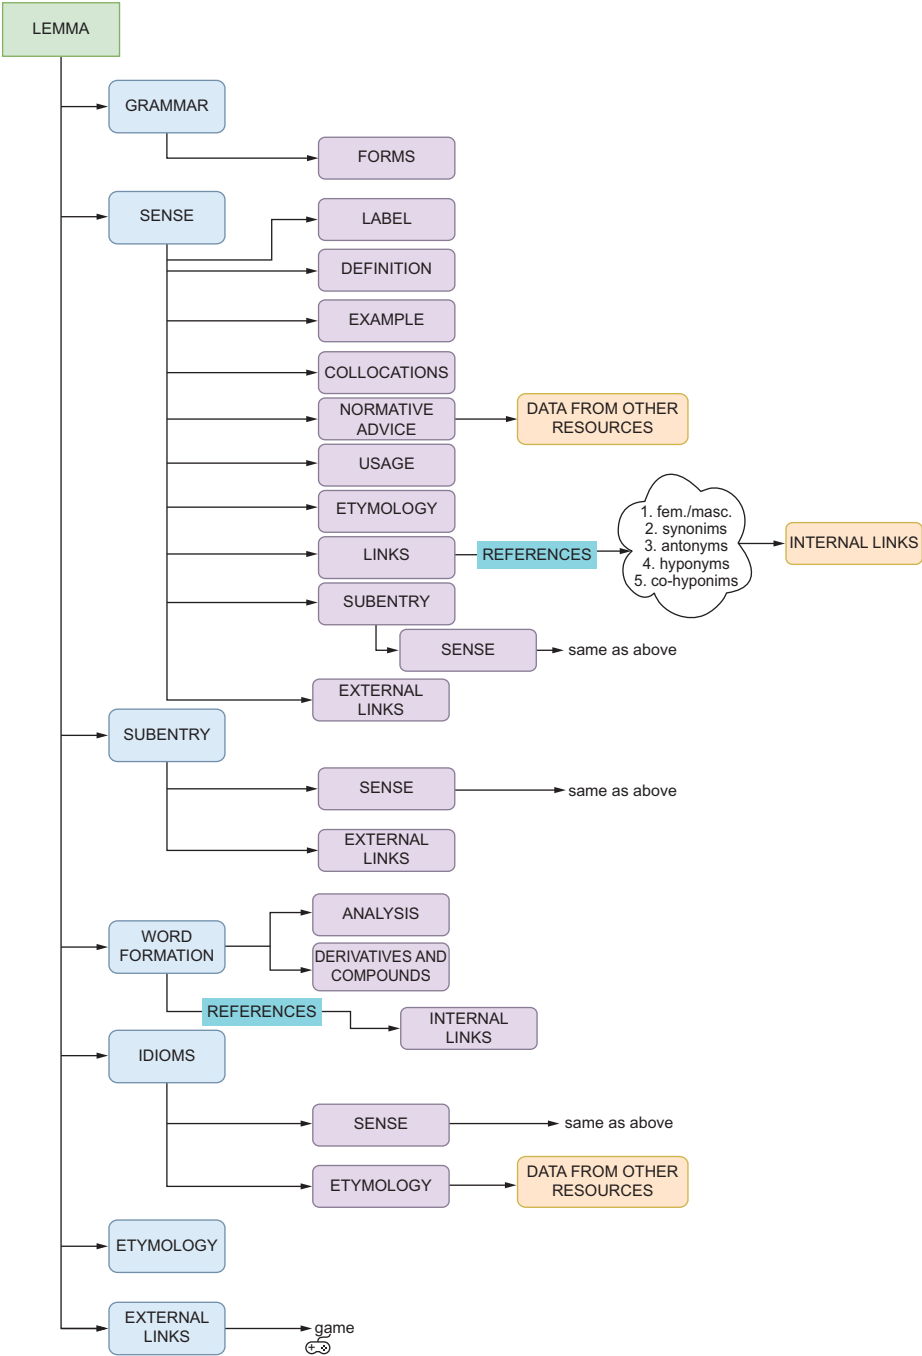 LEMMA
GRAMMAR
FORMS
SENSE
LABEL
DEFINITION
EXAMPLE
COLLOCATIONS
NORMATIVE
ADVICE
DATA FROM OTHER
RESOURCES
USAGE
ETYMOLOGY
LINKS
REFERENCES
1. fem./masc.
2. synonims
3. antonyms
4. hyponyms
5. co-hyponims
INTERNAL LINKS
SUBENTRY
SENSE
same as above
EXTERNAL
LINKS
SUBENTRY
SENSE
same as above
EXTERNAL
LINKS
WORD
FORMATION
ANALYSIS
DERIVATIVES AND
COMPOUNDS
REFERENCES
INTERNAL
LINKS
IDIOMS
SENSE
same as above
ETYMOLOGY
DATA FROM OTHER
RESOURCES
ETYMOLOGY
EXTERNAL
LINKS
game